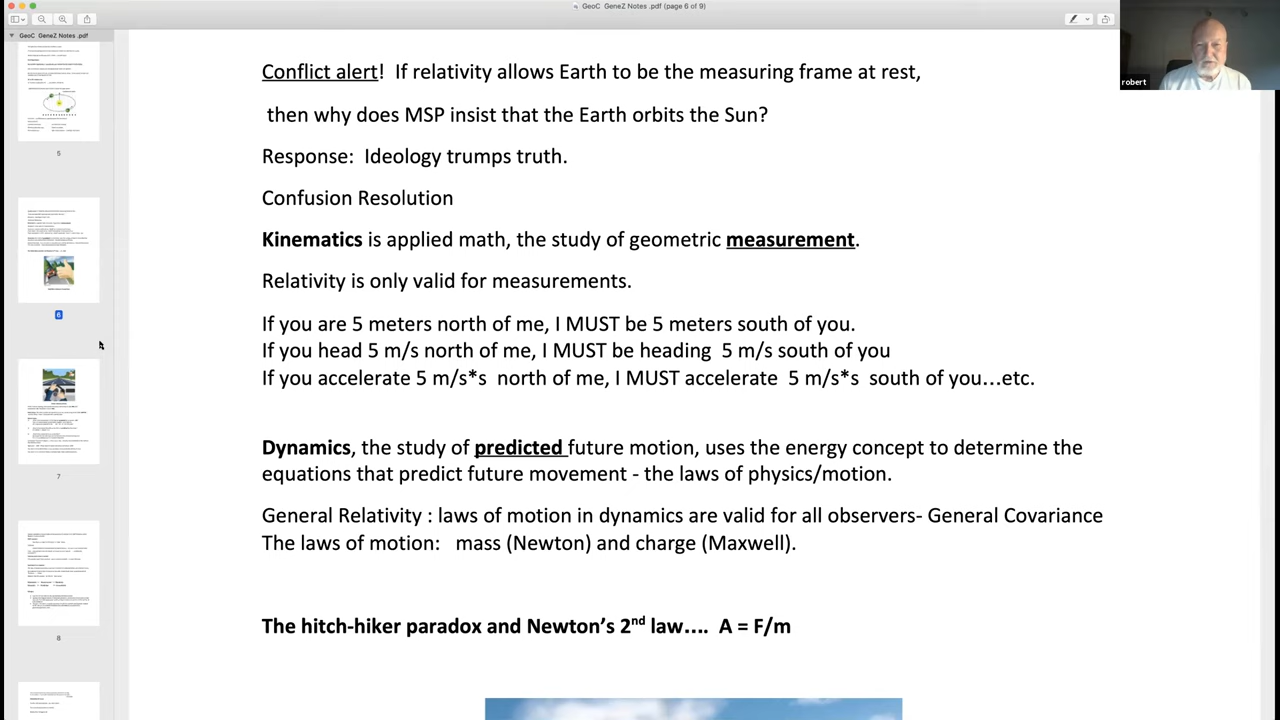 GeoC GeneZ Notes .pdf (page 6 of 9)
GeoC GeneZ Notes .pdf
5
6
7
8
Conflict alert! If relativity allows Earth to be the measuring frame at rest,
then why does MSP insist that the Earth orbits the Sun?
Response: Ideology trumps truth.
Confusion Resolution
Kinematics is applied math, the study of geometric measurement.
Relativity is only valid for measurements.
If you are 5 meters north of me, I MUST be 5 meters south of you.
If you head 5 m/s north of me, I MUST be heading 5 m/s south of you
If you accelerate 5 m/s*s north of me, I MUST accelerate 5 m/s*s south of you...etc.
Dynamics, the study of predicted future motion, uses the energy concept to determine the
equations that predict future movement - the laws of physics/motion.
General Relativity : laws of motion in dynamics are valid for all observers- General Covariance
The laws of motion: mass (Newton) and charge (Maxwell).
The hitch-hiker paradox and Newton's 2nd law.... A = F/m
robert